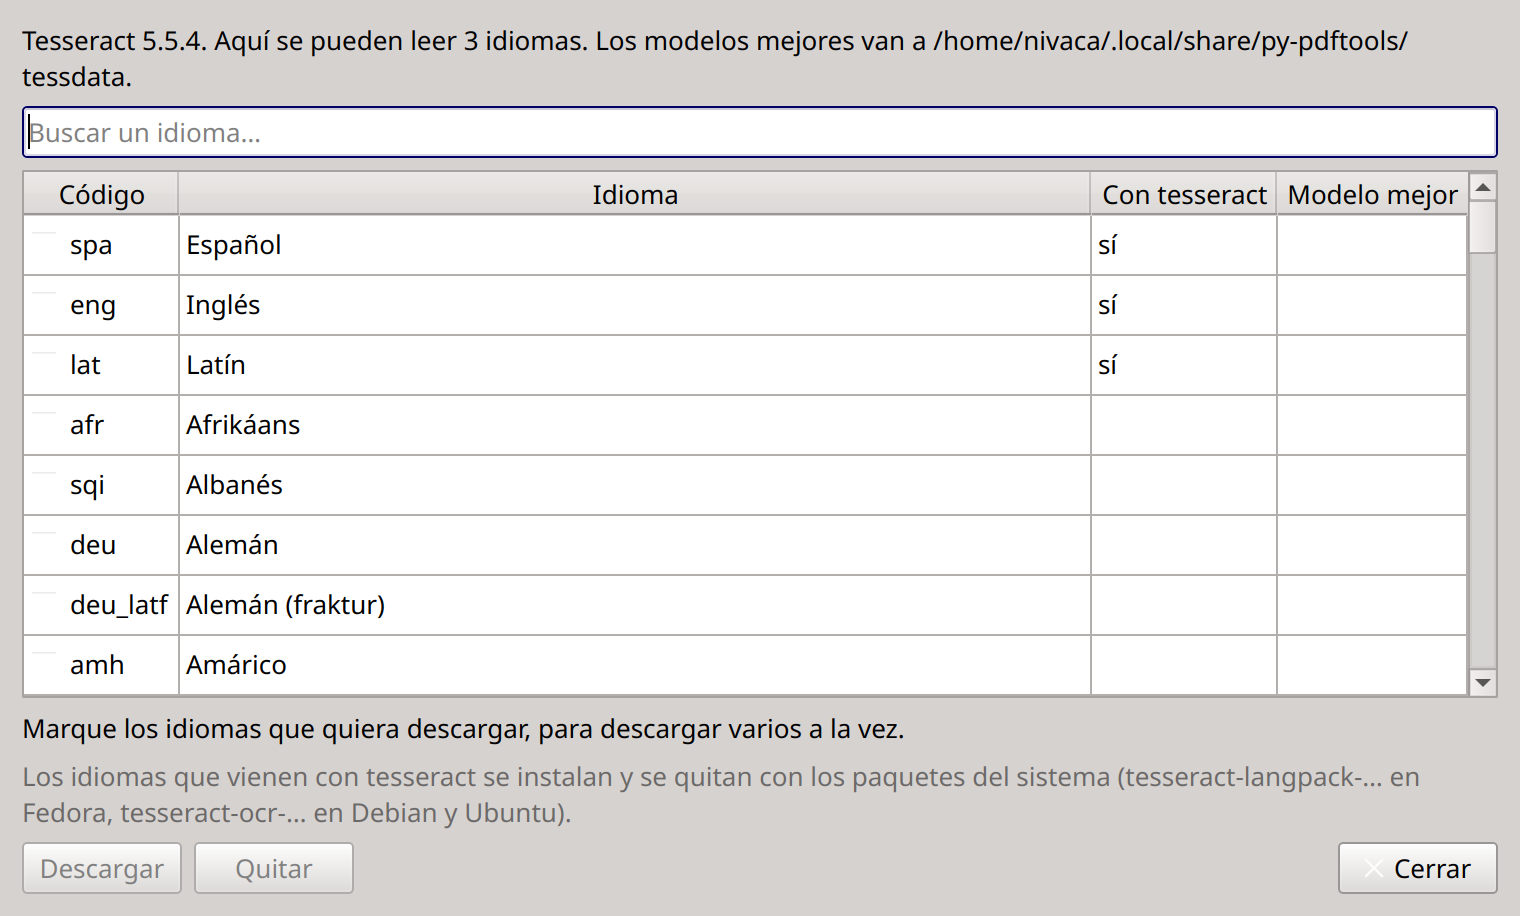 Tesseract 5.5.4. Aquí se pueden leer 3 idiomas. Los modelos mejores van a /home/nivaca/.local/share/py-pdftools/
tessdata.
Buscar un idioma...
Código Idioma Con tesseract Modelo mejor
spa Español sí
eng Inglés sí
lat Latín sí
afr Afrikáans
sqi Albanés
deu Alemán
deu_latf Alemán (fraktur)
amh Amárico
Marque los idiomas que quiera descargar, para descargar varios a la vez.
Los idiomas que vienen con tesseract se instalan y se quitan con los paquetes del sistema (tesseract-langpack-... en
Fedora, tesseract-ocr-... en Debian y Ubuntu).
Descargar Quitar Cerrar